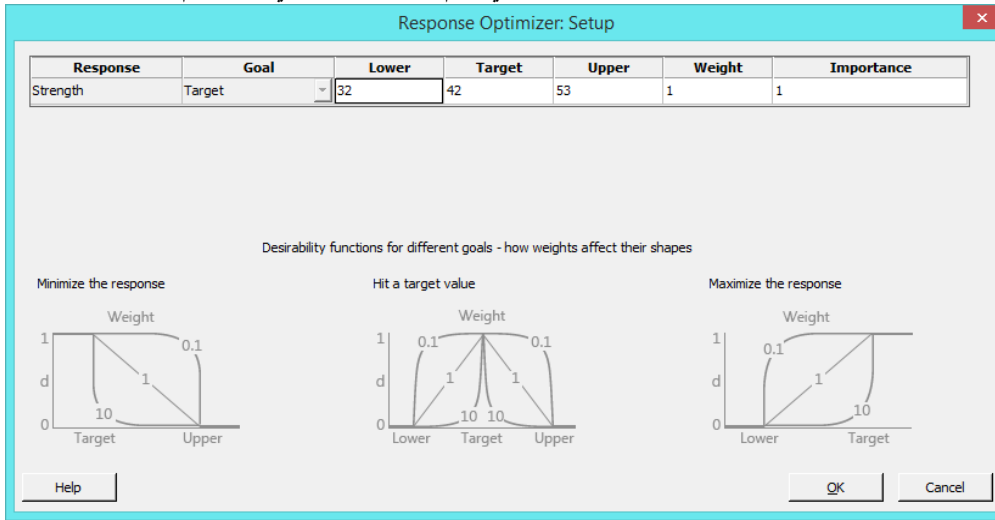 Response Optimizer: Setup
Response Goal Lower Target Upper Weight Importance
Strength Target 32 42 53 1 1
Desirability functions for different goals - how weights affect their shapes
Minimize the response Hit a target value Maximize the response
Weight Weight Weight
1 0.1 1 0.1 0.1 1 0.1
d 1 d 1 1 d 1
0 10 0 10 10 0 10
Target Upper Lower Target Upper Lower Target
Help OK Cancel